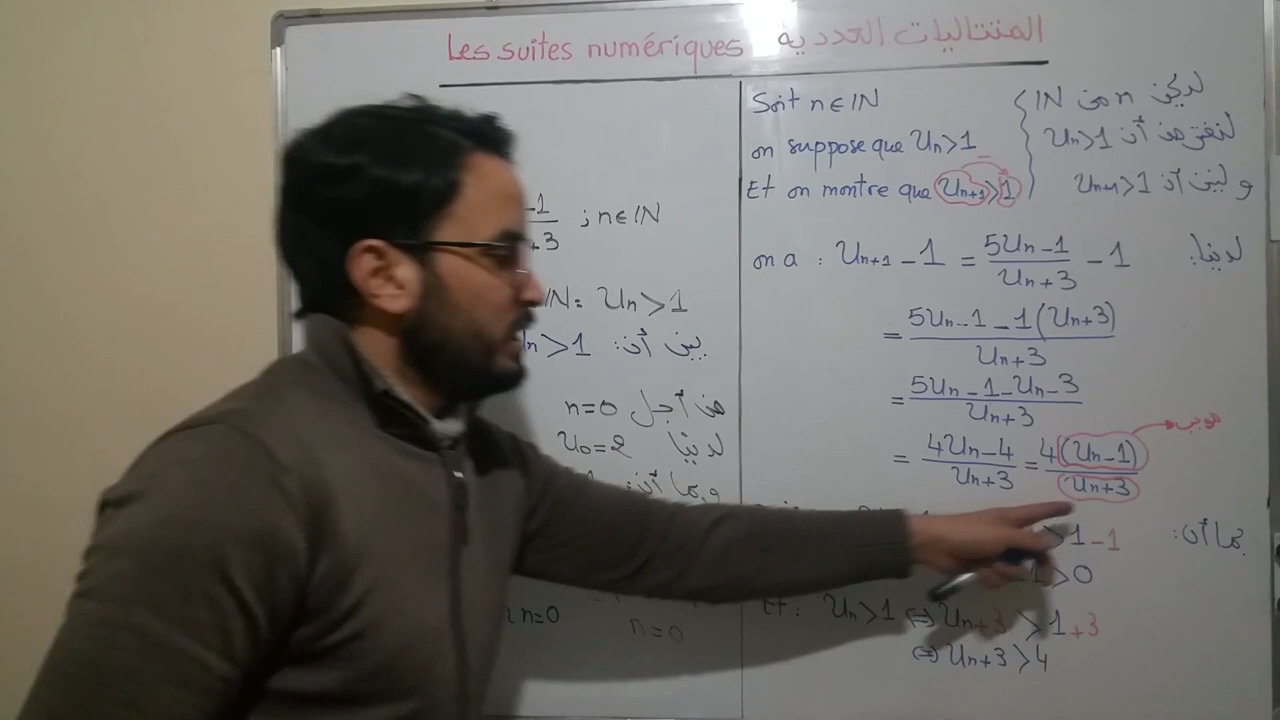 Les suites numériques المتتاليات العددية
-1
+3 ; n∈IN
IN: Un>1
بين أن: Un>1
من أجل n=0
لدينا U0=2
وبما أن:
n=0
n=0
Soit n∈IN ليكن n من IN
on suppose que Un>1 لنفترض أن Un>1
Et on montre que Un+1>1 و لنبين أن Un+1>1
on a : Un+1 - 1 = 5Un-1/Un+3 - 1 لدينا:
= 5Un-1-1(Un+3)/Un+3
= 5Un-1-Un-3/Un+3
= 4Un-4/Un+3 = 4(Un-1)/Un+3 موجب
>1-1 بما أن:
1>0
Et : Un>1 ⇔ Un+3 >1+3
⇔ Un+3 >4